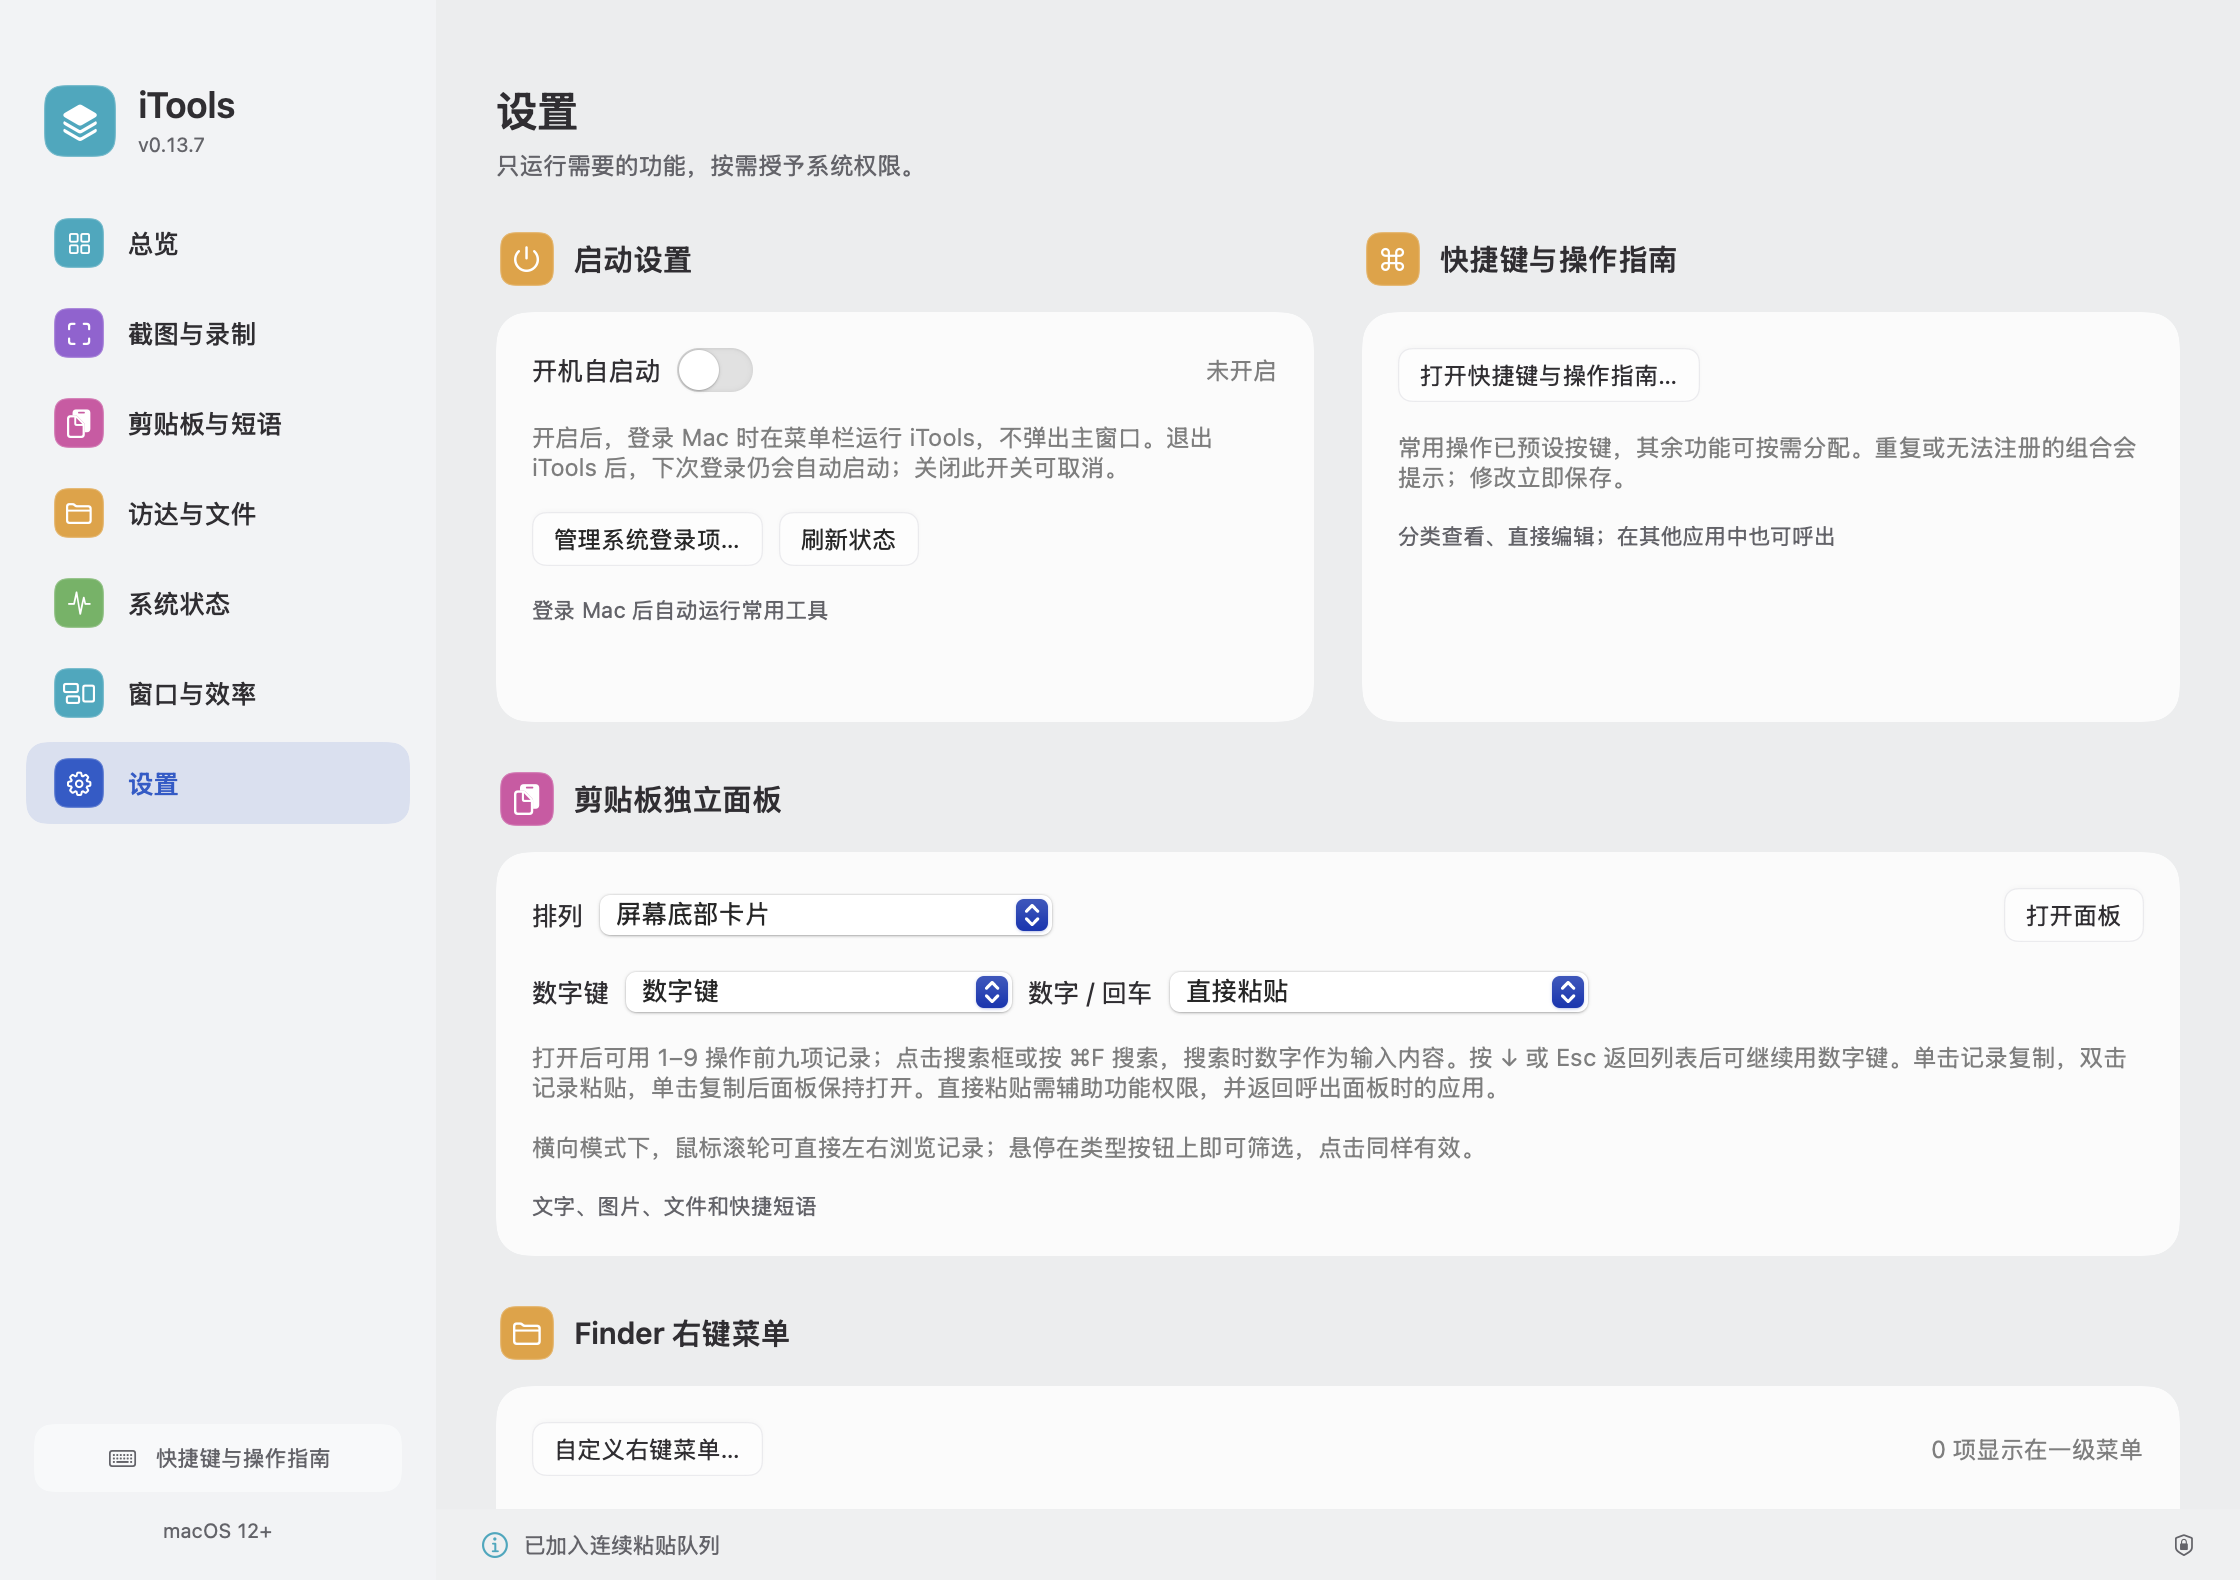 iTools
v0.13.7
总览
截图与录制
剪贴板与短语
访达与文件
系统状态
窗口与效率
设置
快捷键与操作指南
macOS 12+
设置
只运行需要的功能，按需授予系统权限。
启动设置
开机自启动
未开启
开启后，登录 Mac 时在菜单栏运行 iTools，不弹出主窗口。退出
iTools 后，下次登录仍会自动启动；关闭此开关可取消。
管理系统登录项...
刷新状态
登录 Mac 后自动运行常用工具
快捷键与操作指南
打开快捷键与操作指南...
常用操作已预设按键，其余功能可按需分配。重复或无法注册的组合会
提示；修改立即保存。
分类查看、直接编辑；在其他应用中也可呼出
剪贴板独立面板
排列 屏幕底部卡片
打开面板
数字键 数字键 数字 / 回车 直接粘贴
打开后可用 1–9 操作前九项记录；点击搜索框或按 ⌘F 搜索，搜索时数字作为输入内容。按 ↓ 或 Esc 返回列表后可继续用数字键。单击记录复制，双击
记录粘贴，单击复制后面板保持打开。直接粘贴需辅助功能权限，并返回呼出面板时的应用。
横向模式下，鼠标滚轮可直接左右浏览记录；悬停在类型按钮上即可筛选，点击同样有效。
文字、图片、文件和快捷短语
Finder 右键菜单
自定义右键菜单...
0 项显示在一级菜单
已加入连续粘贴队列